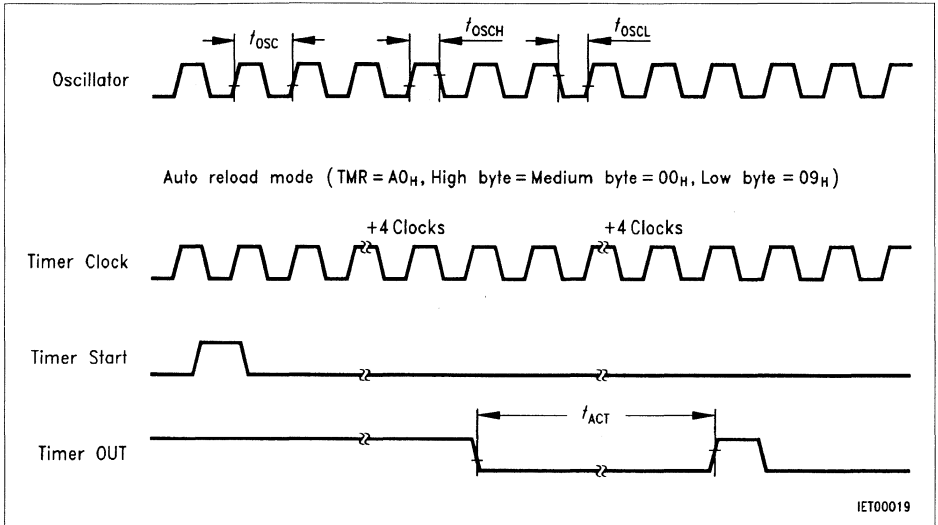 t_OSC t_OSCH t_OSCL
Oscillator
Auto reload mode (TMR = A0_H, High byte = Medium byte = 00_H, Low byte = 09_H)
+4 Clocks +4 Clocks
Timer Clock
Timer Start
t_ACT
Timer OUT
IET00019